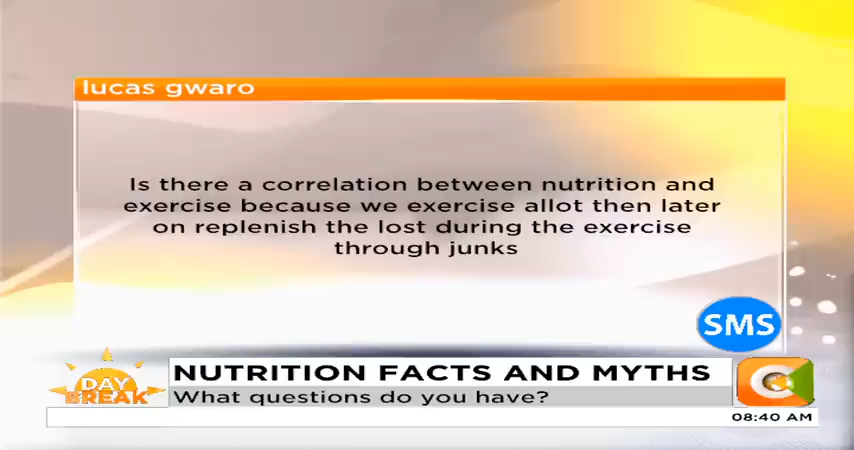 lucas gwaro
Is there a correlation between nutrition and
exercise because we exercise allot then later
on replenish the lost during the exercise
through junks
SMS
DAY
BREAK
NUTRITION FACTS AND MYTHS
What questions do you have?
08:40 AM